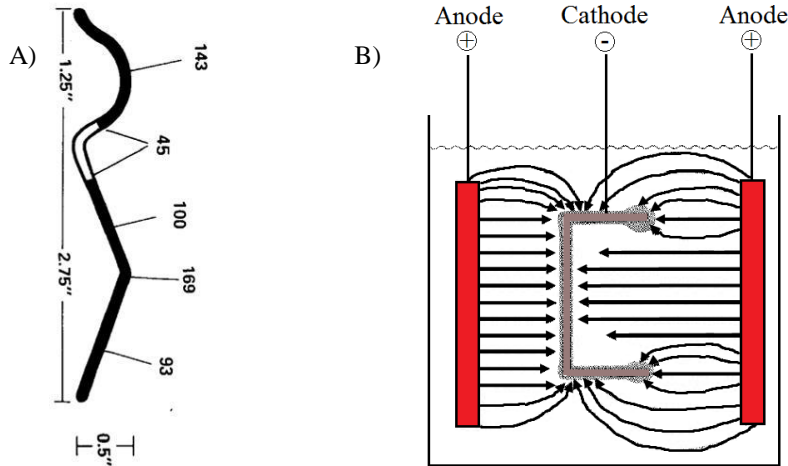 A)
143
1.25"
45
100
2.75"
169
93
0.5"
B)
Anode
Cathode
Anode
+
-
+